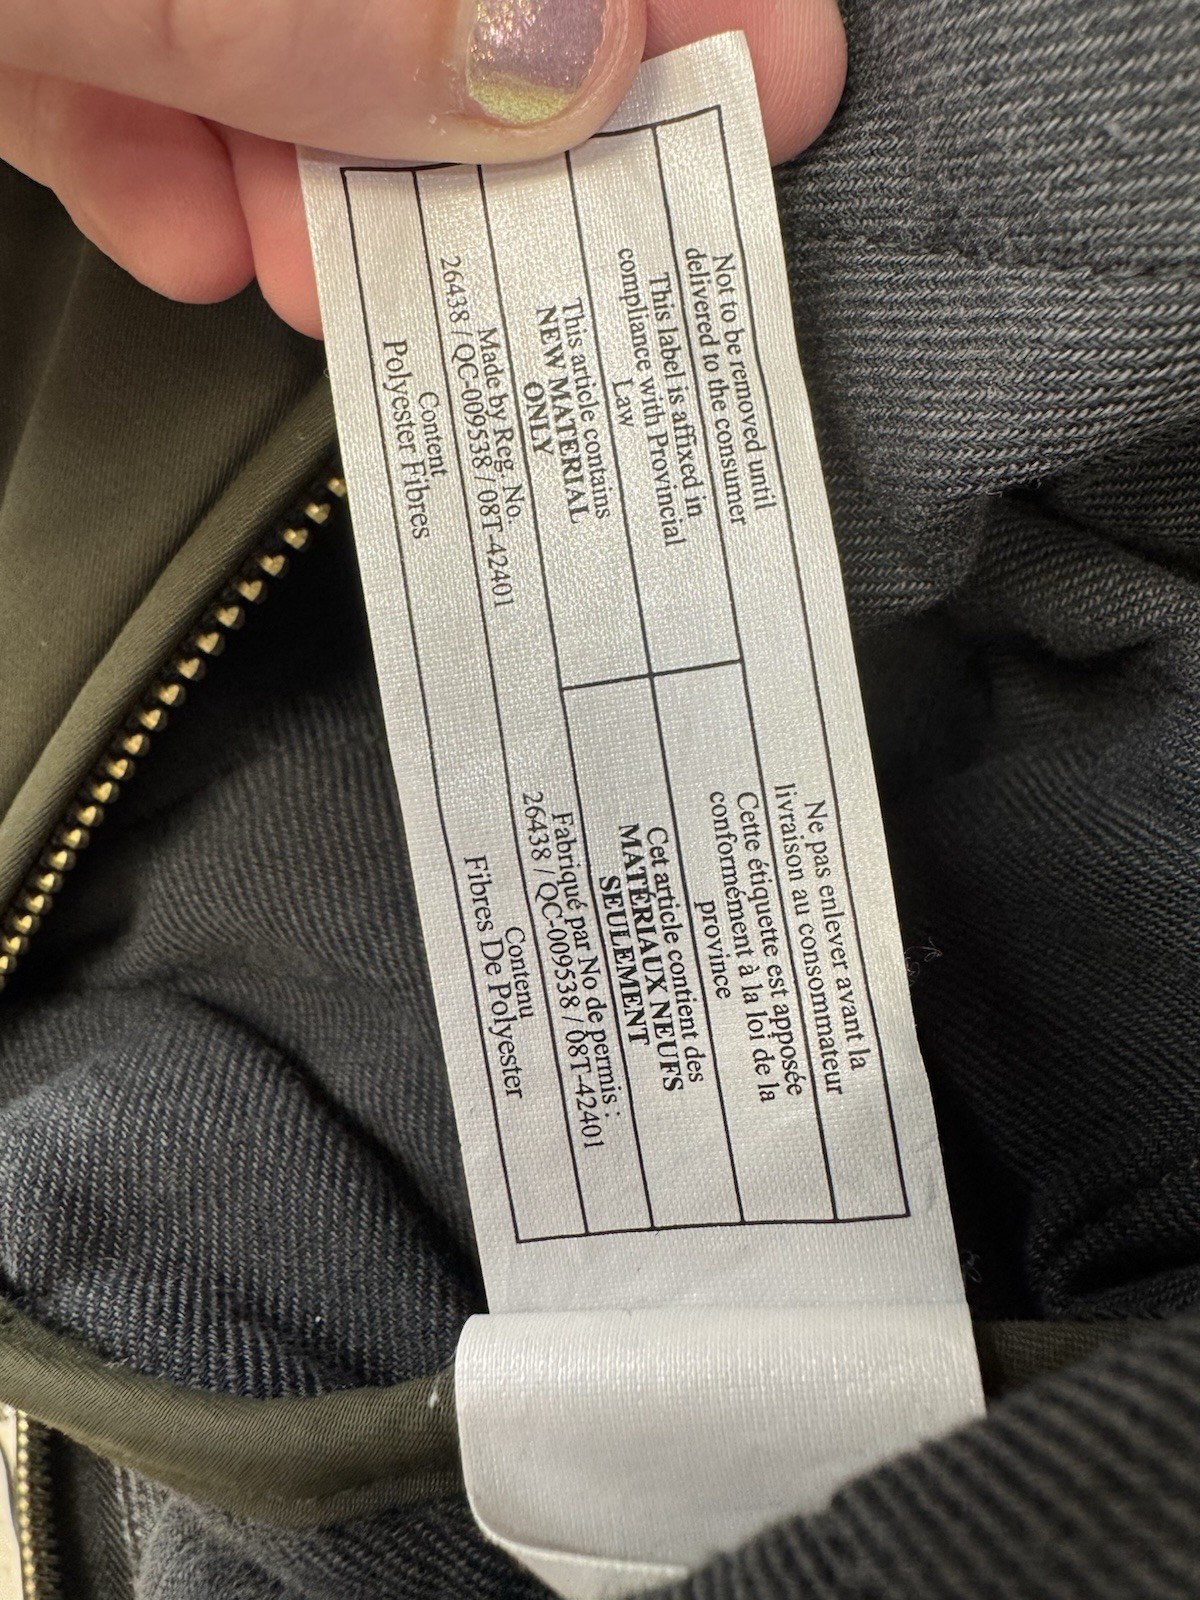 Not to be removed until
delivered to the consumer
This label is affixed in
compliance with Provincial
Law
This article contains
NEW MATERIAL
ONLY
Made by Reg. No.
26438 / QC-009538 / 08T-42401
Content
Polyester Fibres
Ne pas enlever avant la
livraison au consommateur
Cette étiquette est apposée
conformément à la loi de la
province
Cet article contient des
MATÉRIAUX NEUFS
SEULEMENT
Fabriqué par No de permis :
26438 / QC-009538 / 08T-42401
Contenu
Fibres De Polyester